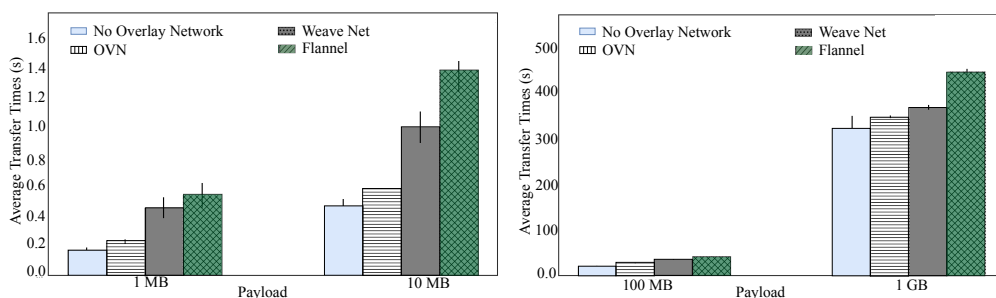 No Overlay Network
Weave Net
OVN
Flannel
Average Transfer Times (s)
1.6
1.4
1.2
1.0
0.8
0.6
0.4
0.2
0.0
1 MB
10 MB
Payload
No Overlay Network
Weave Net
OVN
Flannel
Average Transfer Times (s)
500
400
300
200
100
0.0
100 MB
1 GB
Payload